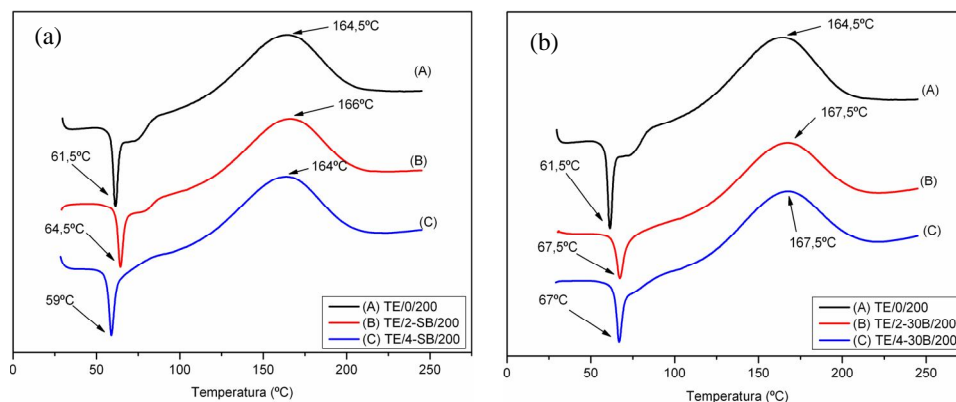 (a)
164,5ºC
(A)
166ºC
61,5ºC
(B)
164ºC
64,5ºC
(C)
59ºC
(A) TE/0/200
(B) TE/2-SB/200
(C) TE/4-SB/200
0 50 100 150 200 250
Temperatura (ºC)
(b)
164,5ºC
(A)
167,5ºC
61,5ºC
(B)
67,5ºC
(C)
167,5ºC
67ºC
(A) TE/0/200
(B) TE/2-30B/200
(C) TE/4-30B/200
0 50 100 150 200 250
Temperatura (ºC)